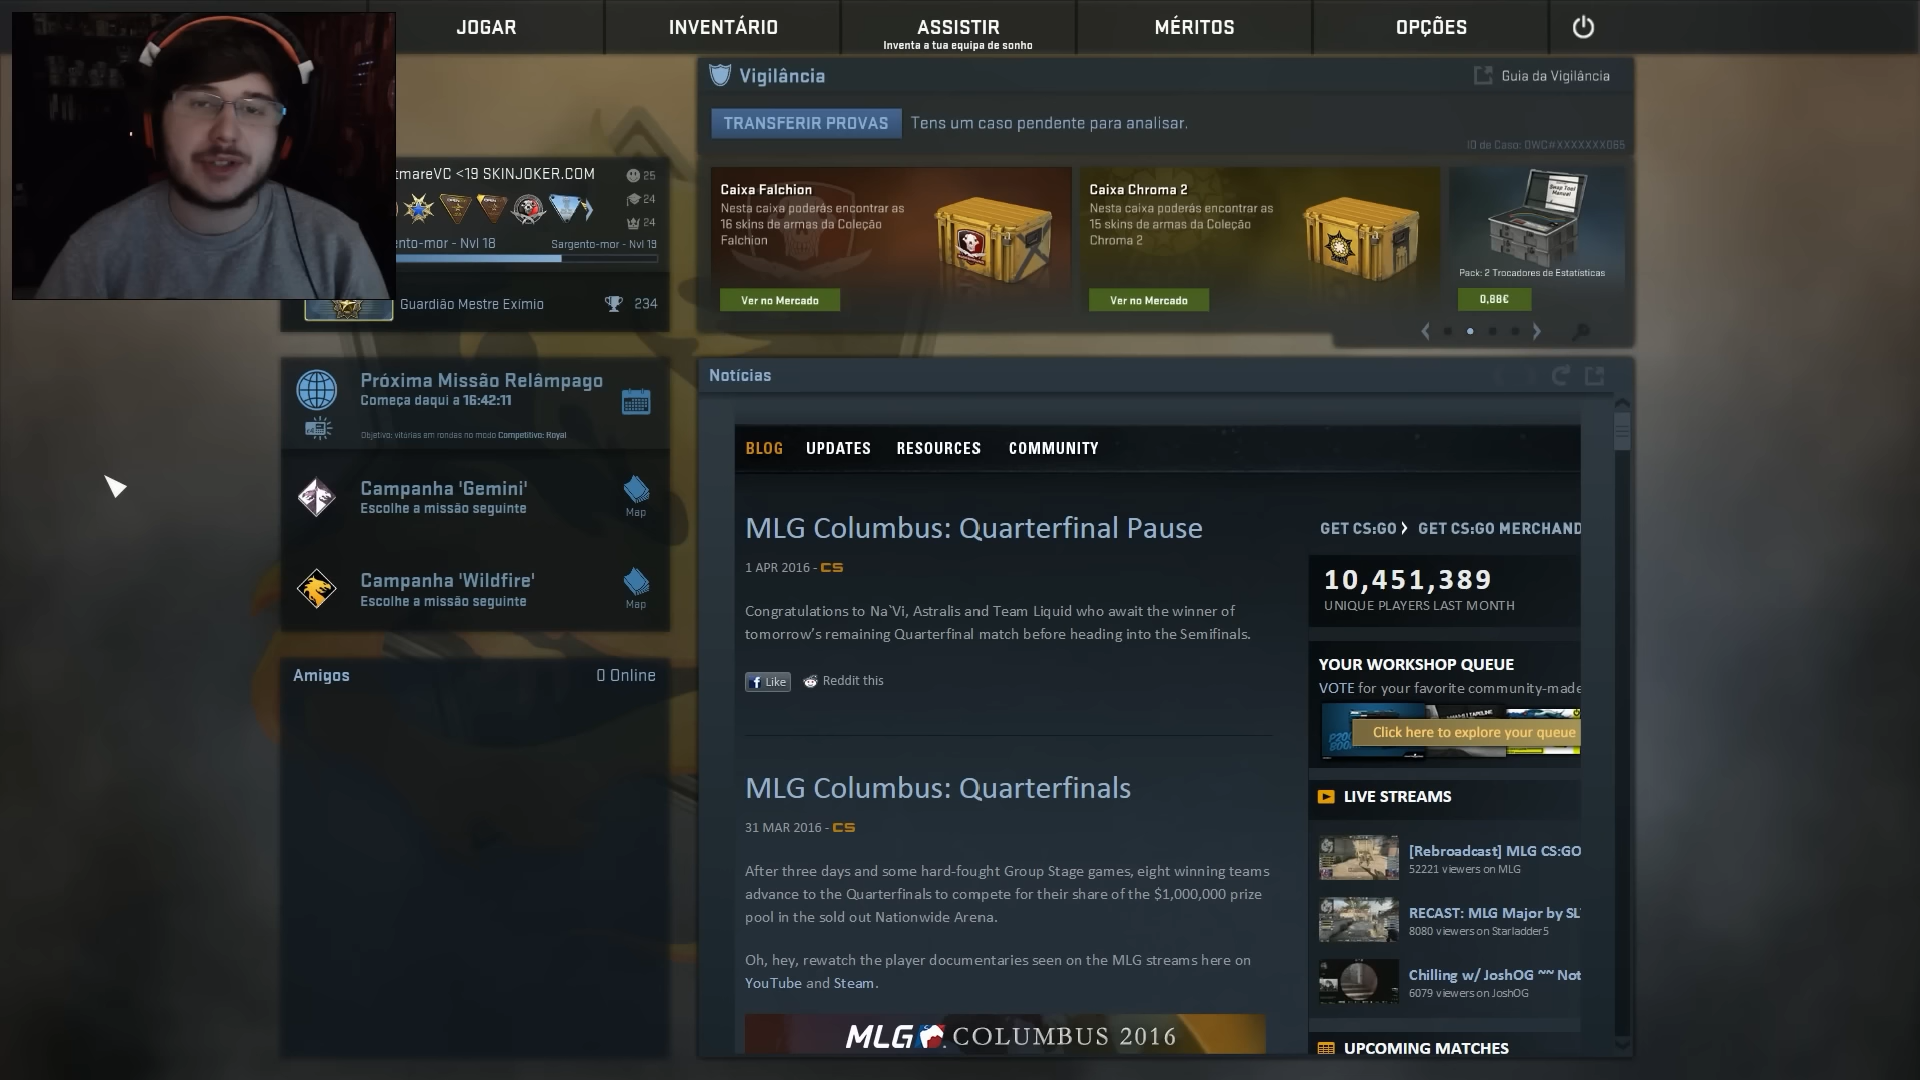 JOGAR
INVENTÁRIO
ASSISTIR
Inventa a tua equipa de sonho
MÉRITOS
OPÇÕES
tmareVC <19 SKINJOKER.COM
25
24
24
ento-mor - Nvl 18
Sargento-mor - Nvl 19
Guardião Mestre Exímio
234
Vigilância
Guia da Vigilância
TRANSFERIR PROVAS
Tens um caso pendente para analisar.
ID de Caso: OWC#XXXXXXX065
Caixa Falchion
Nesta caixa poderás encontrar as
16 skins de armas da Coleção
Falchion
Ver no Mercado
Caixa Chroma 2
Nesta caixa poderás encontrar as
15 skins de armas da Coleção
Chroma 2
Ver no Mercado
Swap Tool
Manual
Pack: 2 Trocadores de Estatísticas
0,88€
Próxima Missão Relâmpago
Começa daqui a 16:42:11
Objetivo: vitórias em rondas no modo Competitivo: Royal
Campanha 'Gemini'
Escolhe a missão seguinte
Map
Campanha 'Wildfire'
Escolhe a missão seguinte
Map
Amigos
0 Online
Notícias
BLOG
UPDATES
RESOURCES
COMMUNITY
MLG Columbus: Quarterfinal Pause
1 APR 2016 - CS
Congratulations to Na`Vi, Astralis and Team Liquid who await the winner of
tomorrow's remaining Quarterfinal match before heading into the Semifinals.
f Like
Reddit this
MLG Columbus: Quarterfinals
31 MAR 2016 - CS
After three days and some hard-fought Group Stage games, eight winning teams
advance to the Quarterfinals to compete for their share of the $1,000,000 prize
pool in the sold out Nationwide Arena.
Oh, hey, rewatch the player documentaries seen on the MLG streams here on
YouTube and Steam.
MLG COLUMBUS 2016
GET CS:GO
GET CS:GO MERCHAND
10,451,389
UNIQUE PLAYERS LAST MONTH
YOUR WORKSHOP QUEUE
VOTE for your favorite community-made
Click here to explore your queue
LIVE STREAMS
[Rebroadcast] MLG CS:GO
52221 viewers on MLG
RECAST: MLG Major by SL
8080 viewers on Starladder5
Chilling w/ JoshOG ~~ Not
6079 viewers on JoshOG
UPCOMING MATCHES